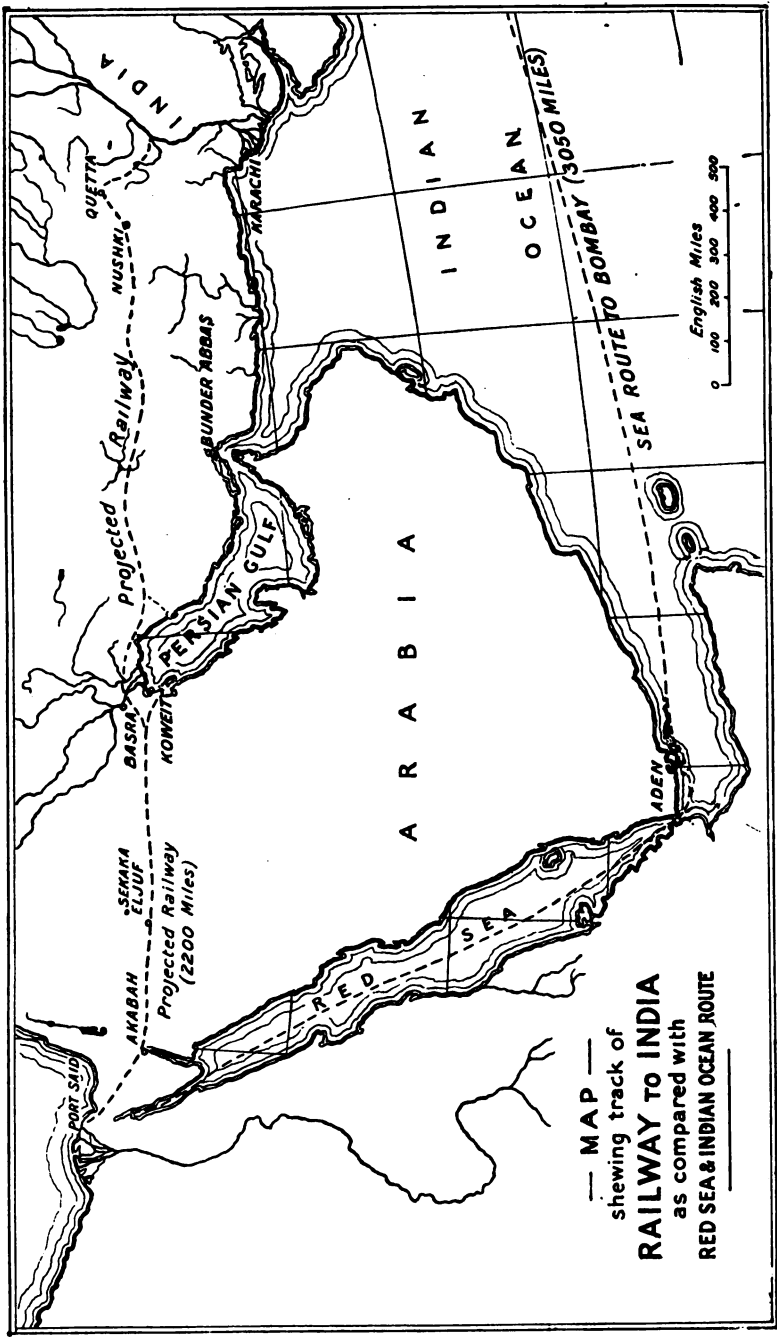 — MAP —
shewing track of
RAILWAY TO INDIA
as compared with
RED SEA & INDIAN OCEAN ROUTE
PORT SAID
AKABAH
Projected Railway
(2200 Miles)
SEKAKA
ELJUF
BASRA
KOWEIT
PERSIAN GULF
Projected Railway
BUNDER ABBAS
NUSHKI
QUETTA
INDIA
KARACHI
ARABIA
RED SEA
ADEN
INDIAN
OCEAN
SEA ROUTE TO BOMBAY (3050 MILES)
English Miles
0 100 200 300 400 500